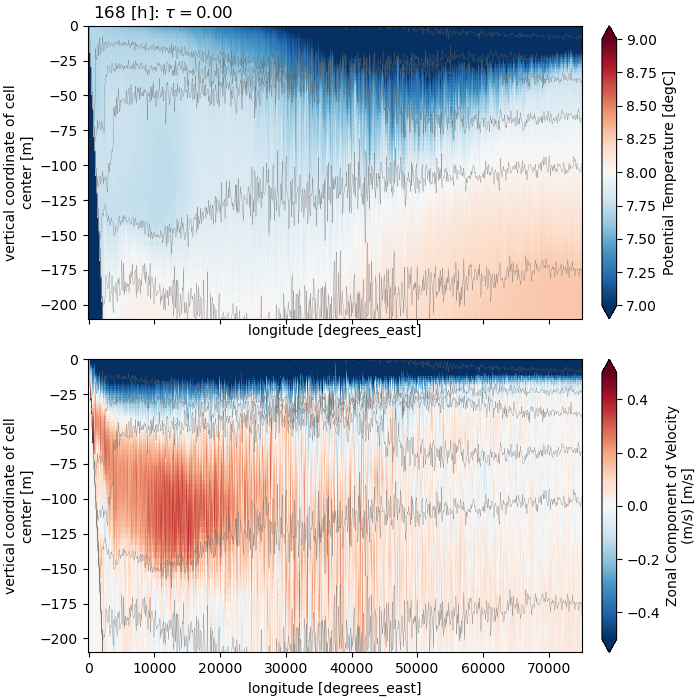 168 [h]: τ = 0.00
0
−25
−50
−75
−100
−125
−150
−175
−200
vertical coordinate of cell
center [m]
longitude [degrees_east]
9.00
8.75
8.50
8.25
8.00
7.75
7.50
7.25
7.00
Potential Temperature [degC]
0
−25
−50
−75
−100
−125
−150
−175
−200
vertical coordinate of cell
center [m]
0 10000 20000 30000 40000 50000 60000 70000
longitude [degrees_east]
0.4
0.2
0.0
−0.2
−0.4
Zonal Component of Velocity
(m/s) [m/s]